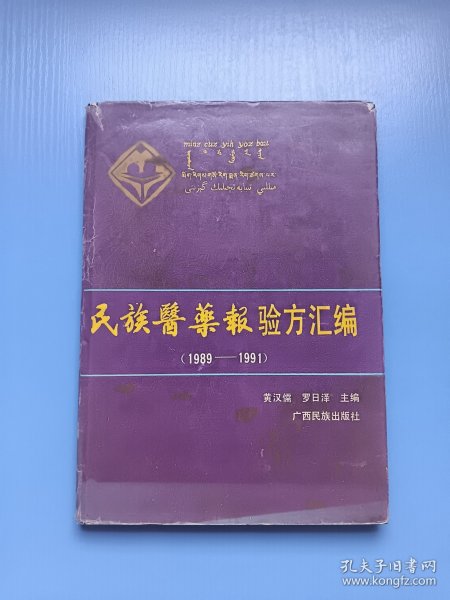 minz cuz yih yoz bau
民族醫藥報验方汇编
（1989——1991）
黄汉儒 罗日泽 主编
广西民族出版社
孔夫子旧书网
www.kongfz.com